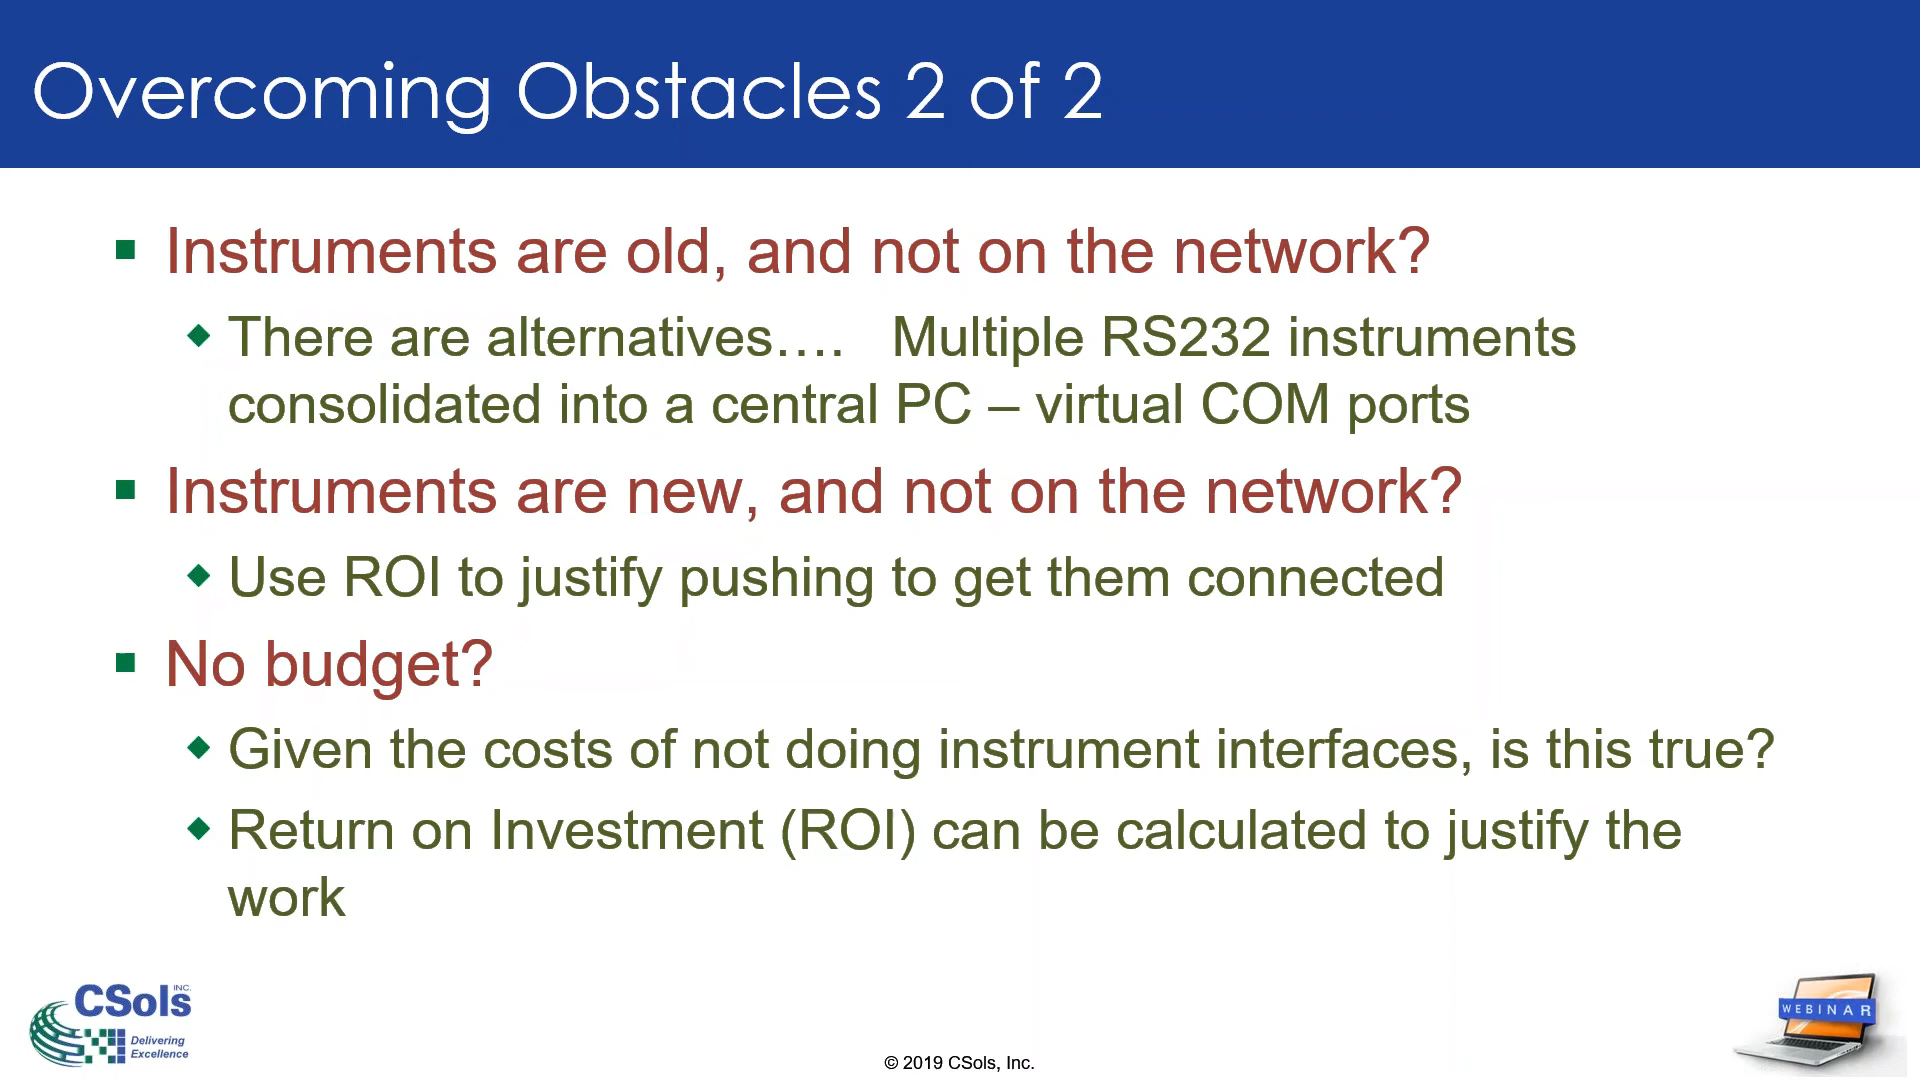 Overcoming Obstacles 2 of 2
Instruments are old, and not on the network?
There are alternatives…. Multiple RS232 instruments
consolidated into a central PC – virtual COM ports
Instruments are new, and not on the network?
Use ROI to justify pushing to get them connected
No budget?
Given the costs of not doing instrument interfaces, is this true?
Return on Investment (ROI) can be calculated to justify the
work
CSols INC.
Delivering
Excellence
WEBINAR
© 2019 CSols, Inc.